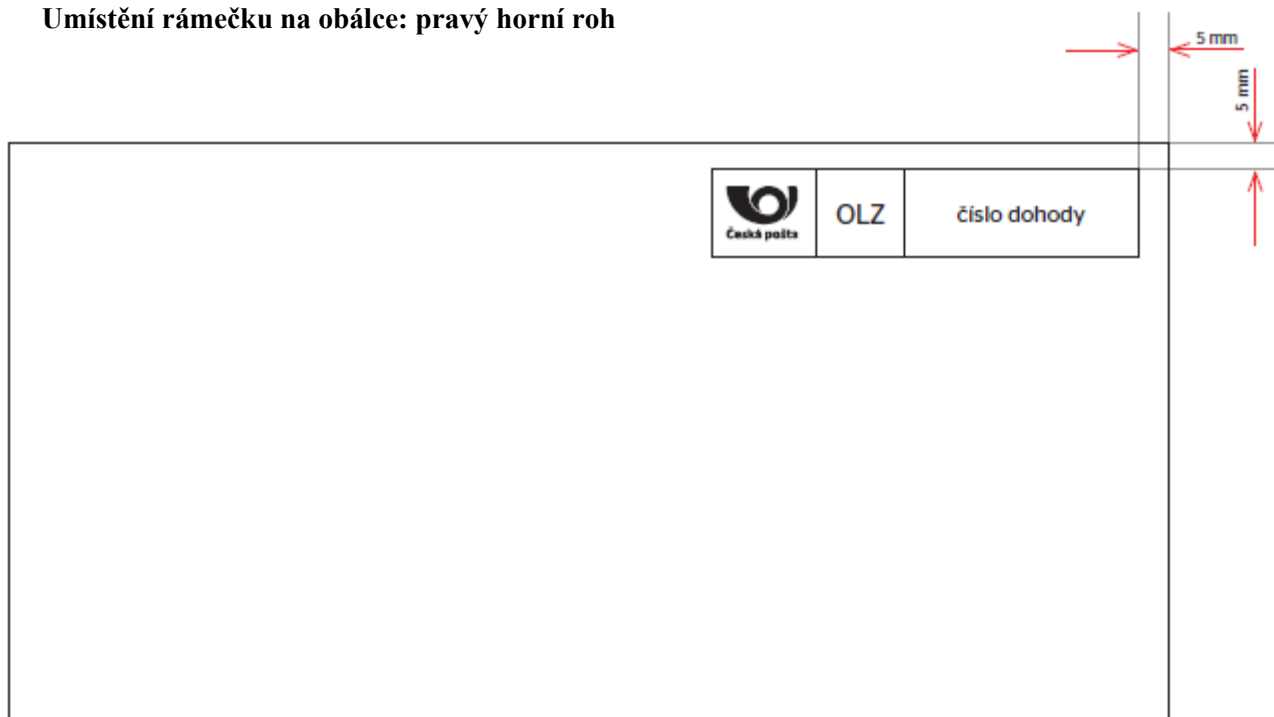 Umístění rámečku na obálce: pravý horní roh
5 mm
5 mm
Česká pošta
OLZ
číslo dohody